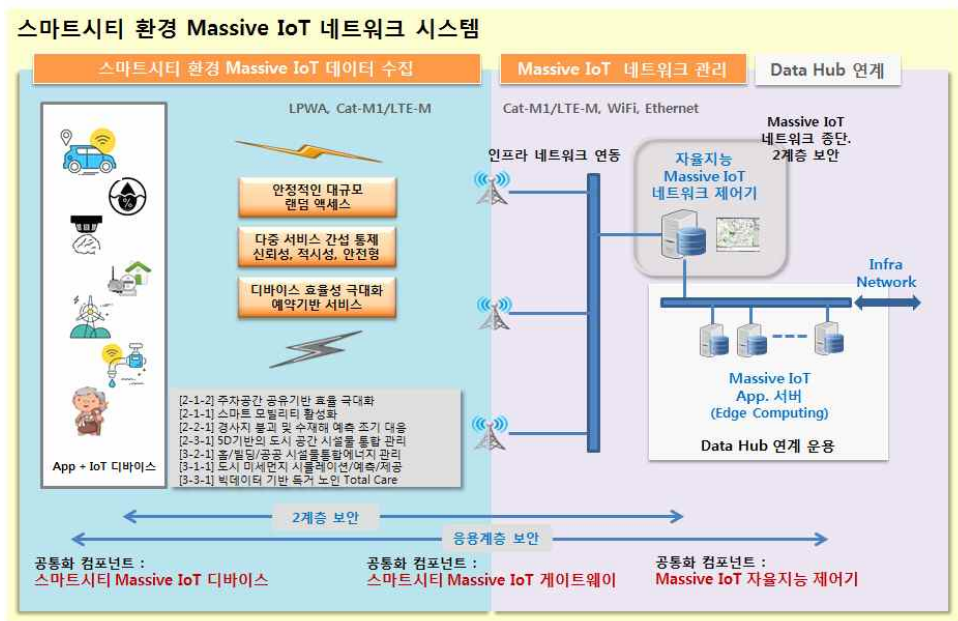 스마트시티 환경 Massive IoT 네트워크 시스템
스마트시티 환경 Massive IoT 데이터 수집
Massive IoT 네트워크 관리
Data Hub 연계
LPWA, Cat-M1/LTE-M
Cat-M1/LTE-M, WiFi, Ethernet
Massive IoT
네트워크 종단.
2계층 보안
인프라 네트워크 연동
자율지능
Massive IoT
네트워크 제어기
안정적인 대규모
랜덤 액세스
다중 서비스 간섭 통제
신뢰성, 적시성, 안전형
디바이스 효율성 극대화
예약기반 서비스
Infra
Network
Massive IoT
App. 서버
(Edge Computing)
Data Hub 연계 운용
[2-1-2] 주차공간 공유기반 효율 극대화
[2-1-1] 스마트 모빌리티 활성화
[2-2-1] 경사지 붕괴 및 수재해 예측 조기 대응
[2-3-1] 5D기반의 도시 공간 시설물 통합 관리
[3-2-1] 홈/빌딩/공공 시설물통합에너지 관리
[3-1-1] 도시 미세먼지 시뮬레이션/예측/제공
[3-3-1] 빅데이터 기반 독거 노인 Total Care
App + IoT 디바이스
2계층 보안
응용계층 보안
공통화 컴포넌트 :
스마트시티 Massive IoT 디바이스
공통화 컴포넌트 :
스마트시티 Massive IoT 게이트웨이
공통화 컴포넌트 :
Massive IoT 자율지능 제어기